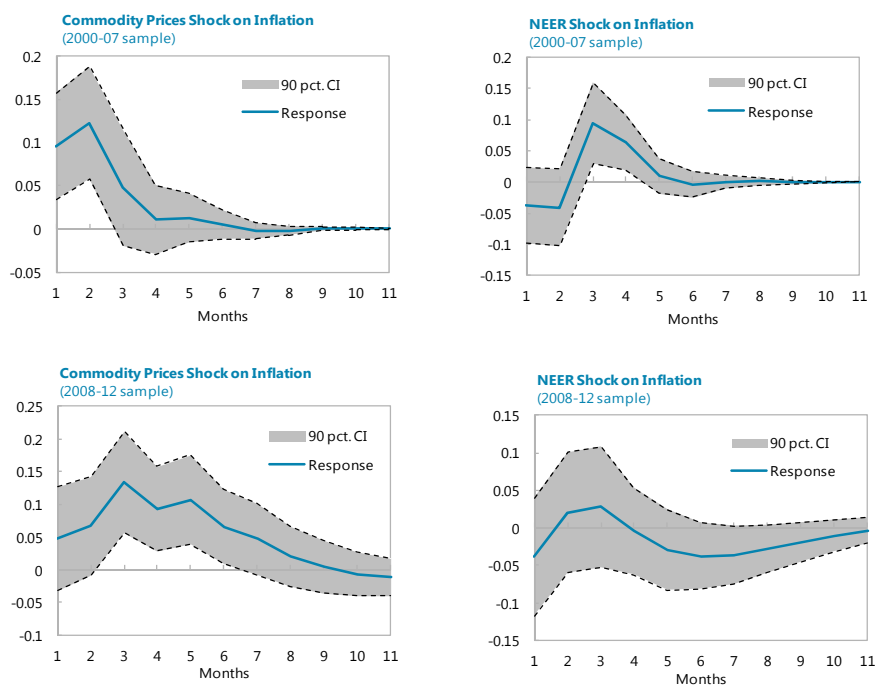 Commodity Prices Shock on Inflation
(2000-07 sample)
0.2
0.15
0.1
0.05
0
-0.05
90 pct. CI
Response
1 2 3 4 5 6 7 8 9 10 11
Months
NEER Shock on Inflation
(2000-07 sample)
0.2
0.15
0.1
0.05
0
-0.05
-0.1
-0.15
90 pct. CI
Response
1 2 3 4 5 6 7 8 9 10 11
Months
Commodity Prices Shock on Inflation
(2008-12 sample)
0.25
0.2
0.15
0.1
0.05
0
-0.05
-0.1
90 pct. CI
Response
1 2 3 4 5 6 7 8 9 10 11
Months
NEER Shock on Inflation
(2008-12 sample)
0.15
0.1
0.05
0
-0.05
-0.1
-0.15
90 pct. CI
Response
1 2 3 4 5 6 7 8 9 10 11
Months